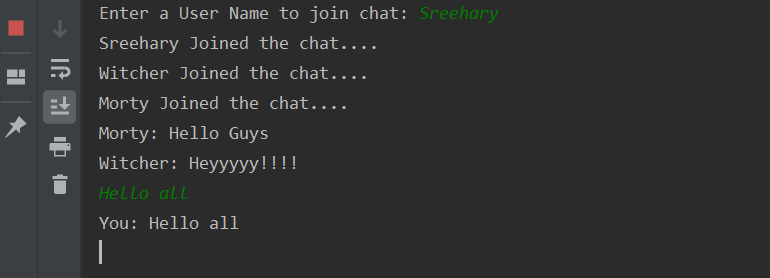 Enter a User Name to join chat: Sreehary
Sreehary Joined the chat....
Witcher Joined the chat....
Morty Joined the chat....
Morty: Hello Guys
Witcher: Heyyyyy!!!!
Hello all
You: Hello all